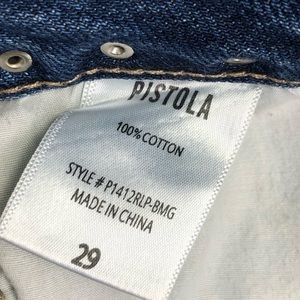 PISTOLA
100% COTTON
STYLE # P1412RLP-BMG
MADE IN CHINA
29